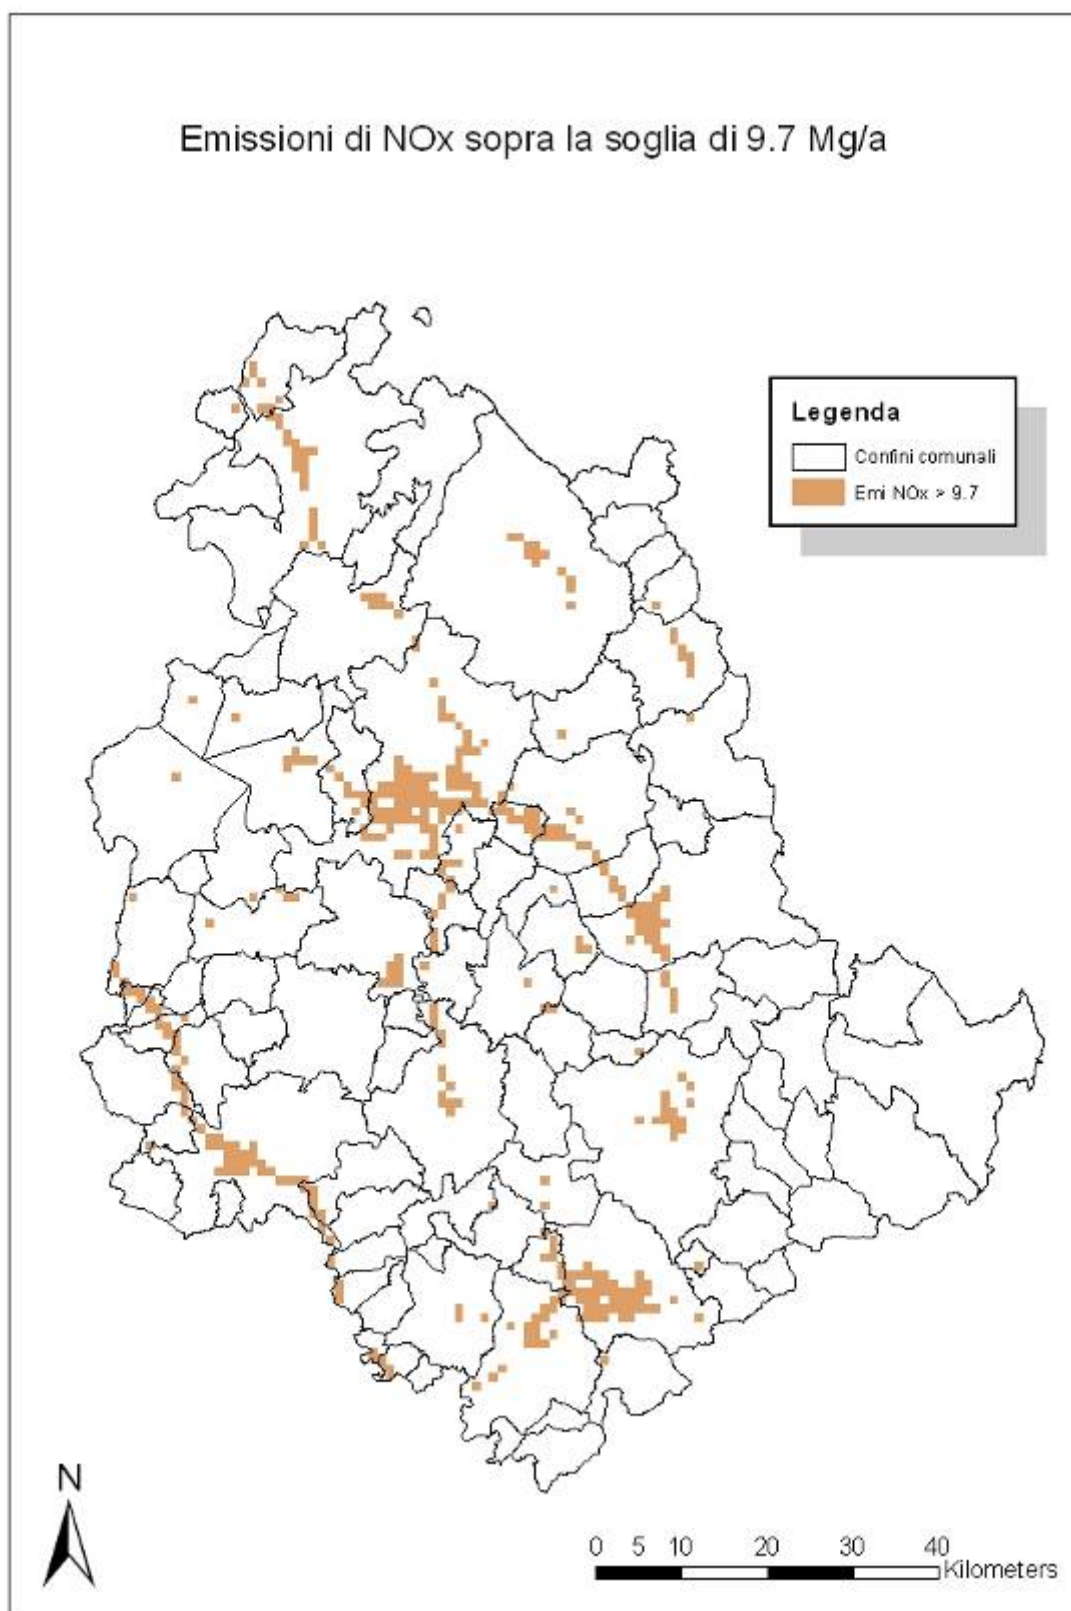 Emissioni di NOx sopra la soglia di 9.7 Mg/a
Legenda
Confini comunali
Emi NOx > 9.7
N
0 5 10 20 30 40
Kilometers